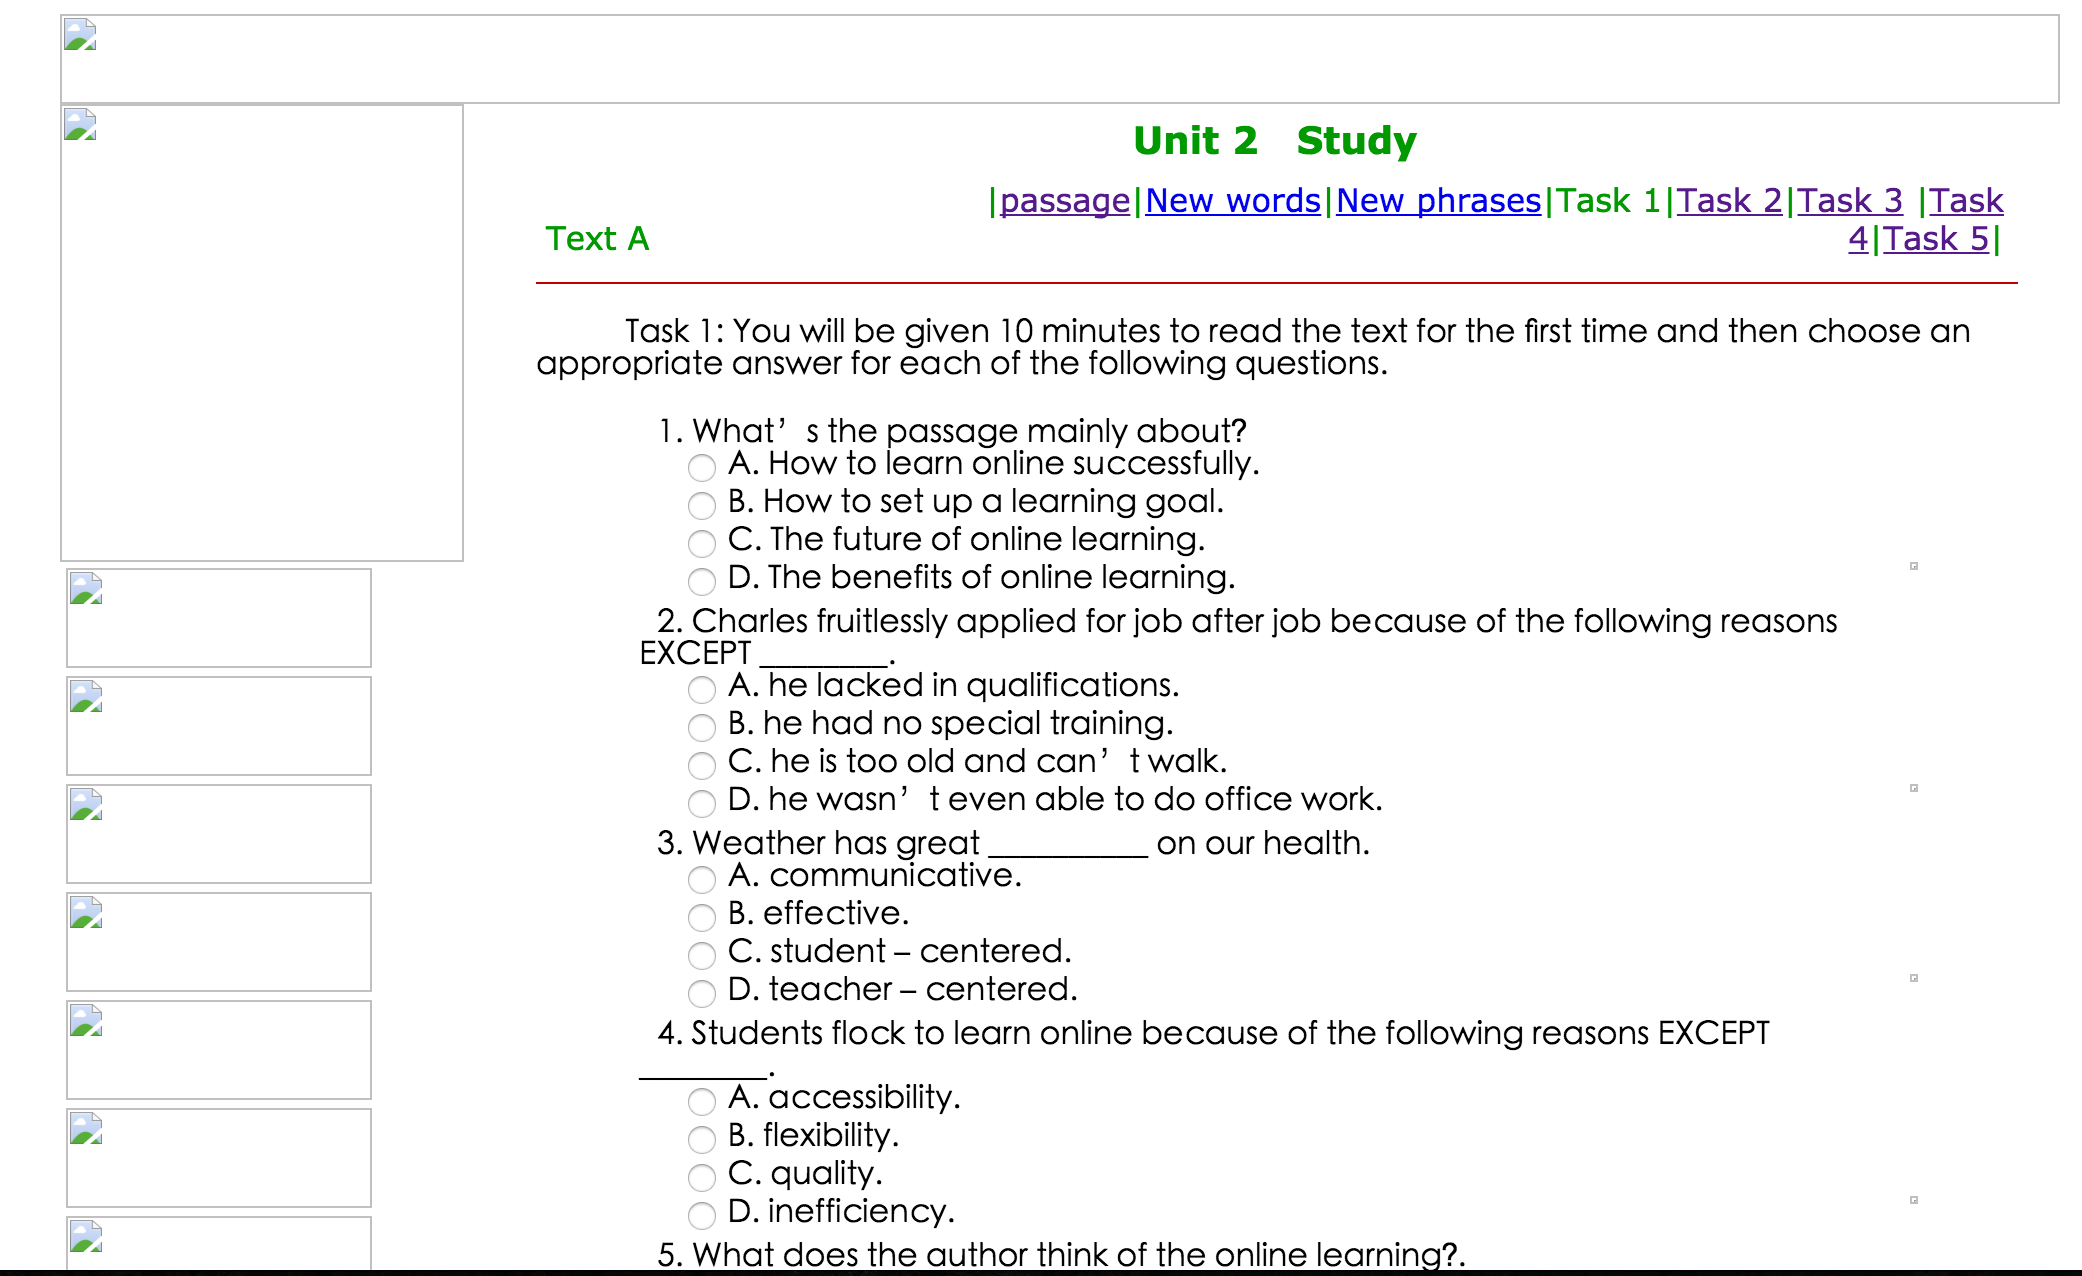 Unit 2   Study
|passage|New words|New phrases|Task 1|Task 2|Task 3 |Task
Text A 4|Task 5|
Task 1: You will be given 10 minutes to read the text for the first time and then choose an
appropriate answer for each of the following questions.
1. What’s the passage mainly about?
A. How to learn online successfully.
B. How to set up a learning goal.
C. The future of online learning.
D. The benefits of online learning.
2. Charles fruitlessly applied for job after job because of the following reasons
EXCEPT ________.
A. he lacked in qualifications.
B. he had no special training.
C. he is too old and can’t walk.
D. he wasn’t even able to do office work.
3. Weather has great __________ on our health.
A. communicative.
B. effective.
C. student – centered.
D. teacher – centered.
4. Students flock to learn online because of the following reasons EXCEPT
________.
A. accessibility.
B. flexibility.
C. quality.
D. inefficiency.
5. What does the author think of the online learning?.